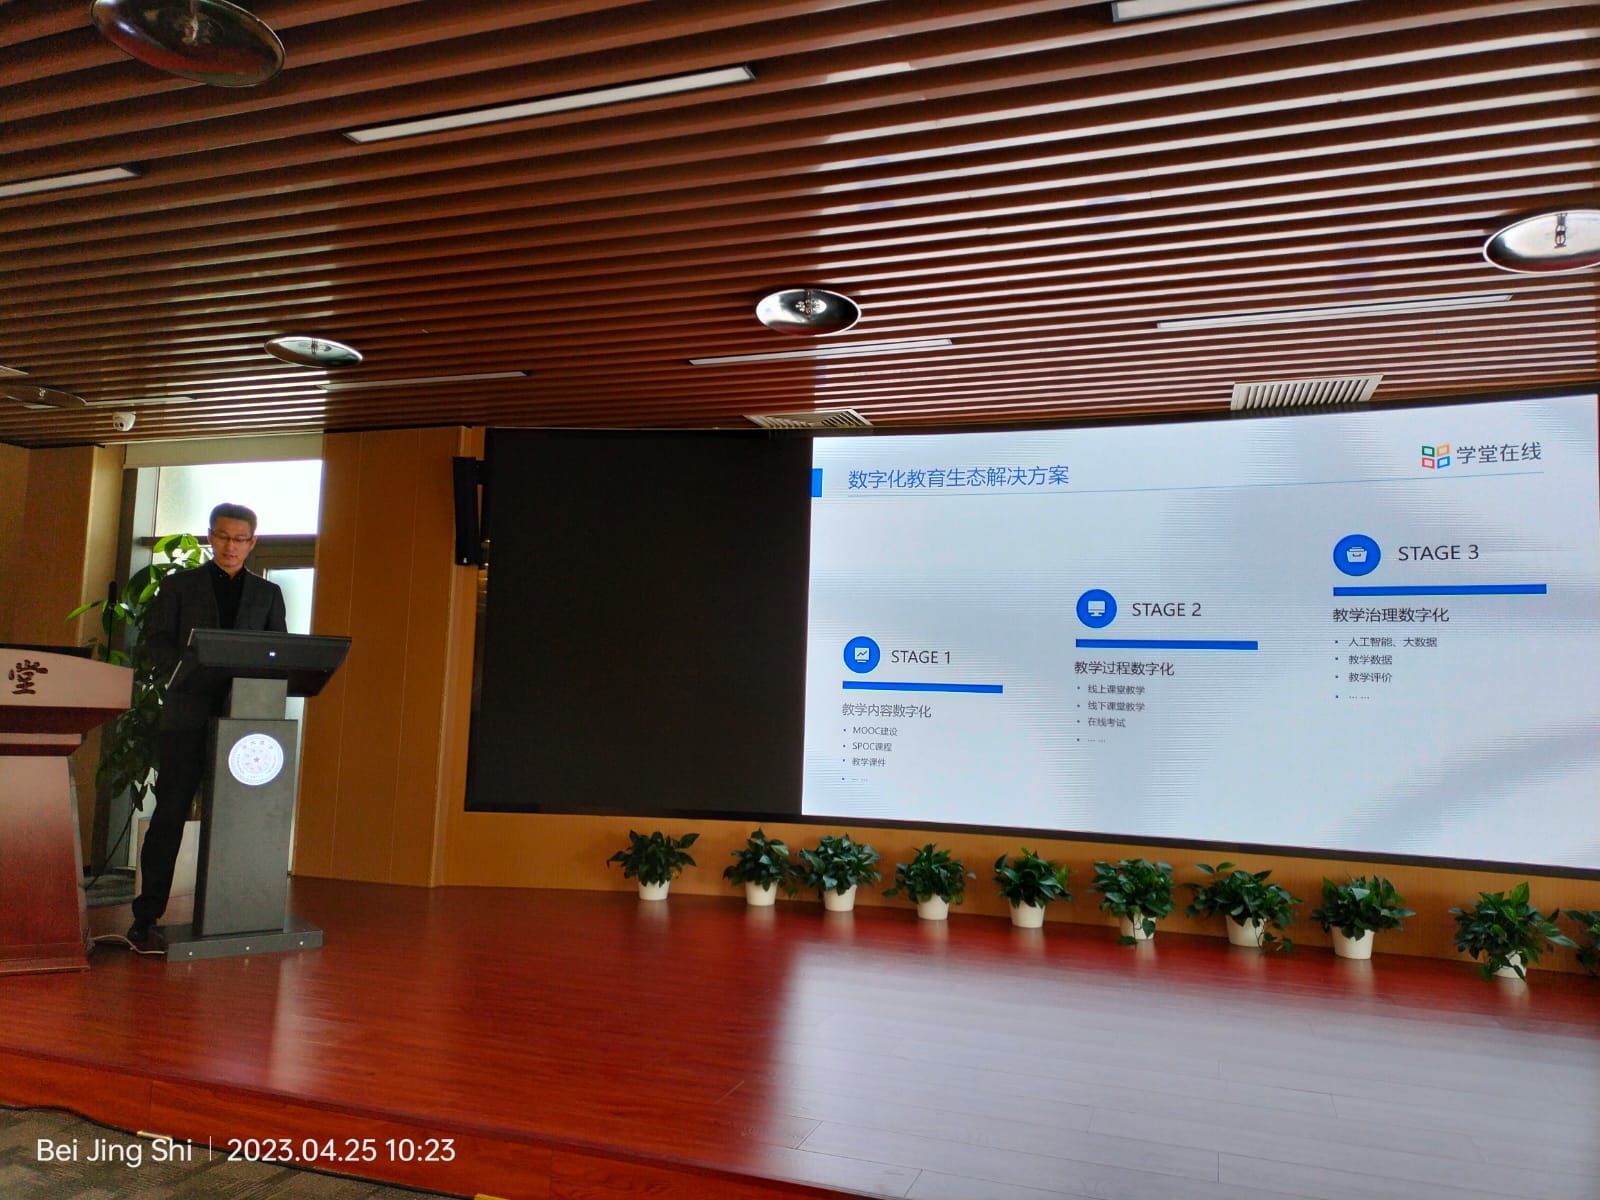 数字化教育生态解决方案
学堂在线
STAGE 1
教学内容数字化
• MOOC建设
• SPOC课程
• 教学课件
• … …
STAGE 2
教学过程数字化
• 线上课堂教学
• 线下课堂教学
• 在线考试
• … …
STAGE 3
教学治理数字化
• 人工智能、大数据
• 教学数据
• 教学评价
• … …
堂
Bei Jing Shi | 2023.04.25 10:23